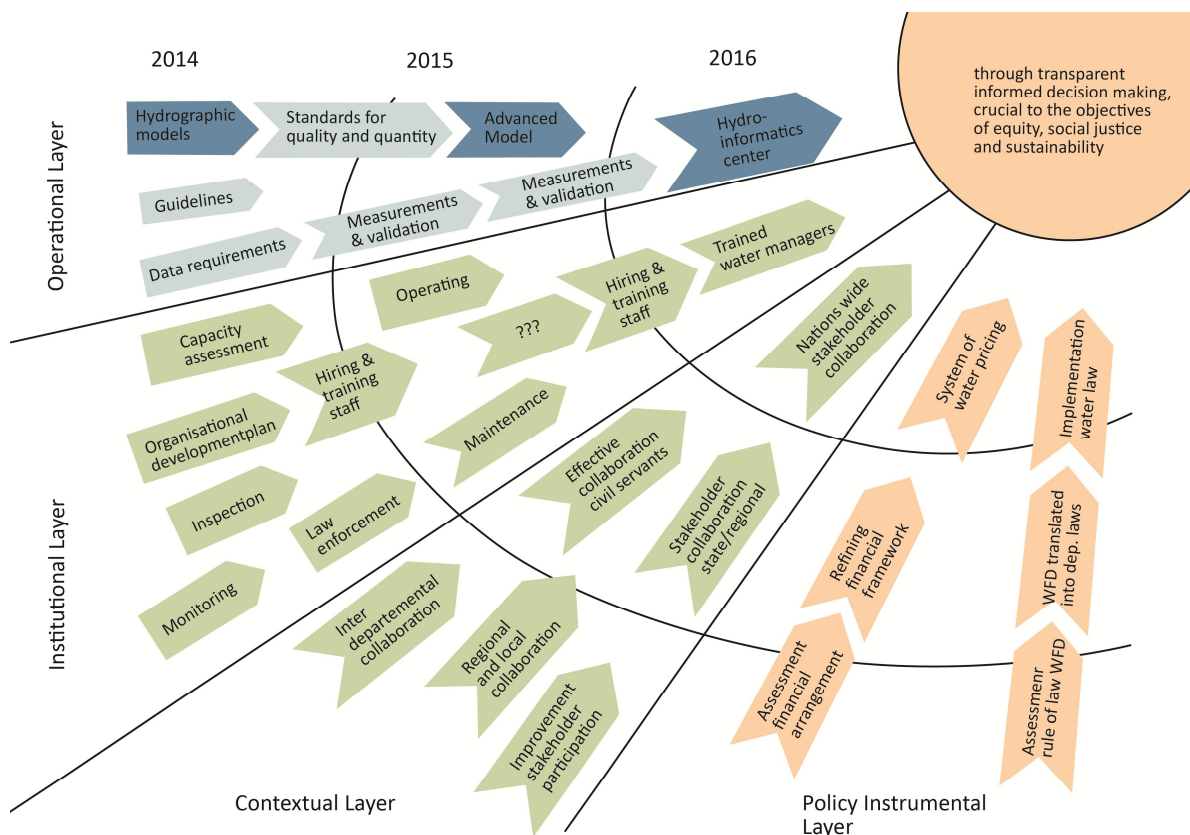 2014
2015
2016
through transparent
informed decision making,
crucial to the objectives
of equity, social justice
and sustainability
Operational Layer
Hydrographic
models
Standards for
quality and quantity
Advanced
Model
Hydro-
informatics
center
Guidelines
Data requirements
Measurements
& validation
Measurements
& validation
Institutional Layer
Capacity
assessment
Operating
???
Hiring &
training
staff
Trained
water managers
Hiring &
training
staff
Organisational
developmentplan
Maintenance
Inspection
Law
enforcement
Monitoring
Nations wide
stakeholder
collaboration
Effective
collaboration
civil servants
Stakeholder
collaboration
state/regional
Inter
departemental
collaboration
Regional
and local
collaboration
Improvement
stakeholder
participation
Contextual Layer
System of
water pricing
Implementation
water law
Refining
financial
framework
WFD translated
into dep. laws
Assessment
financial
arrangement
Assessmenr
rule of law WFD
Policy Instrumental
Layer